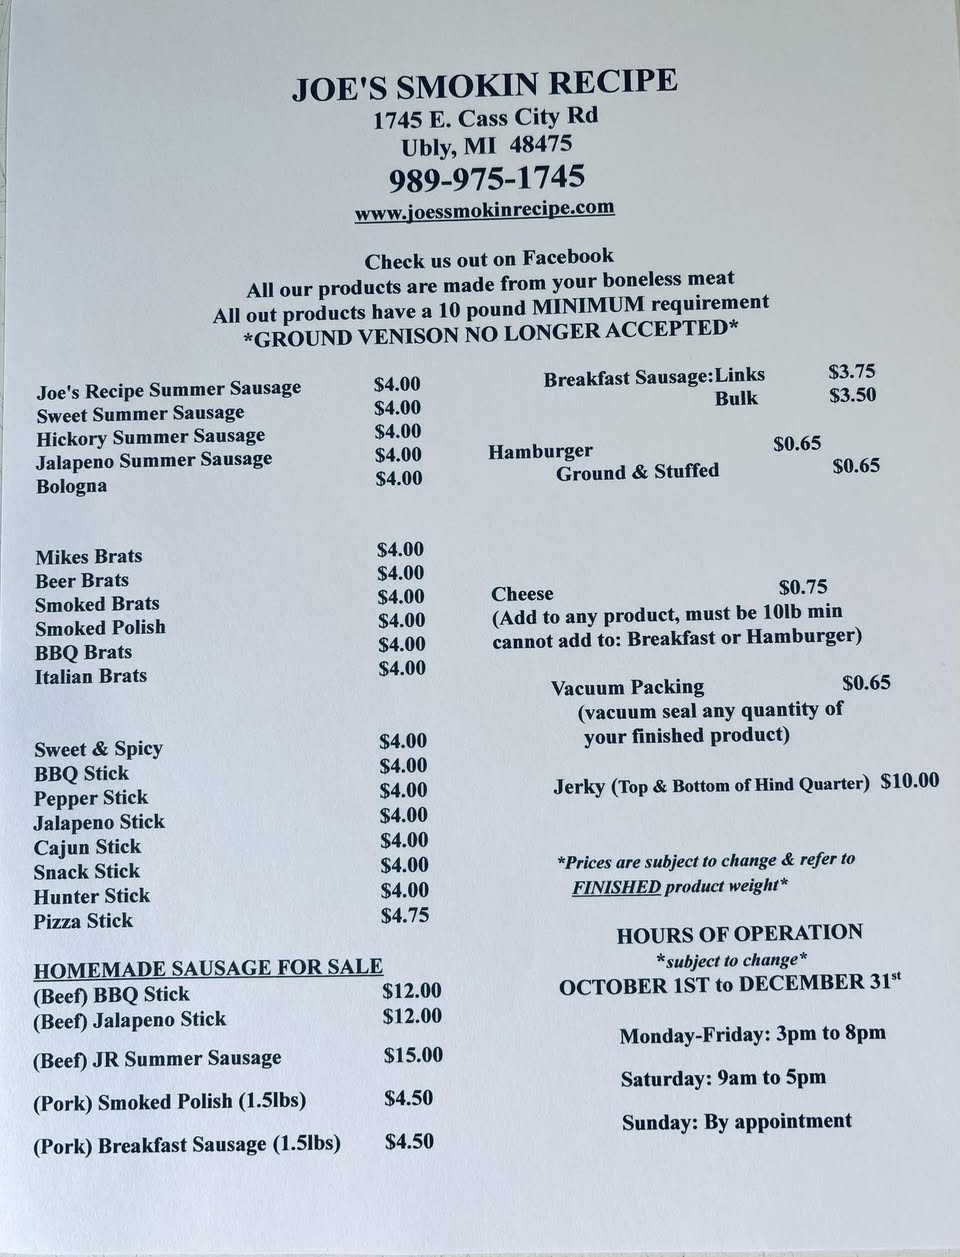 JOE'S SMOKIN RECIPE
1745 E. Cass City Rd
Ubly, MI 48475
989-975-1745
www.joessmokinrecipe.com
Check us out on Facebook
All our products are made from your boneless meat
All out products have a 10 pound MINIMUM requirement
*GROUND VENISON NO LONGER ACCEPTED*
Joe's Recipe Summer Sausage $4.00
Sweet Summer Sausage $4.00
Hickory Summer Sausage $4.00
Jalapeno Summer Sausage $4.00
Bologna $4.00
Mikes Brats $4.00
Beer Brats $4.00
Smoked Brats $4.00
Smoked Polish $4.00
BBQ Brats $4.00
Italian Brats $4.00
Sweet & Spicy $4.00
BBQ Stick $4.00
Pepper Stick $4.00
Jalapeno Stick $4.00
Cajun Stick $4.00
Snack Stick $4.00
Hunter Stick $4.00
Pizza Stick $4.75
HOMEMADE SAUSAGE FOR SALE
(Beef) BBQ Stick $12.00
(Beef) Jalapeno Stick $12.00
(Beef) JR Summer Sausage $15.00
(Pork) Smoked Polish (1.5lbs) $4.50
(Pork) Breakfast Sausage (1.5lbs) $4.50
Breakfast Sausage:Links $3.75
Bulk $3.50
Hamburger $0.65
Ground & Stuffed $0.65
Cheese $0.75
(Add to any product, must be 10lb min
cannot add to: Breakfast or Hamburger)
Vacuum Packing $0.65
(vacuum seal any quantity of
your finished product)
Jerky (Top & Bottom of Hind Quarter) $10.00
*Prices are subject to change & refer to
FINISHED product weight*
HOURS OF OPERATION
*subject to change*
OCTOBER 1ST to DECEMBER 31st
Monday-Friday: 3pm to 8pm
Saturday: 9am to 5pm
Sunday: By appointment